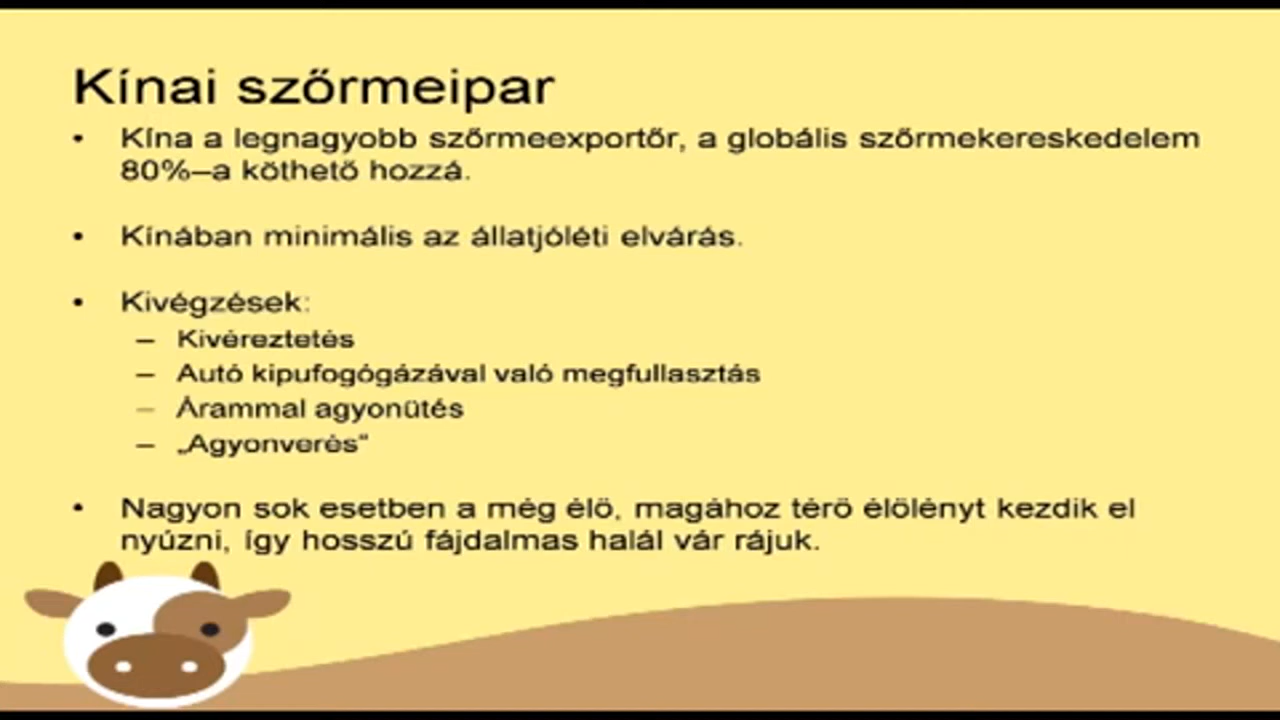 Kínai szőrmeipar
• Kína a legnagyobb szőrmeexportőr, a globális szőrmekereskedelem
80%–a köthető hozzá.
• Kínában minimális az állatjóléti elvárás.
• Kivégzések:
– Kivéreztetés
– Autó kipufogógázával való megfullasztás
– Árammal agyonütés
– „Agyonverés“
• Nagyon sok esetben a még élő, magához térő élőlényt kezdik el
nyúzni, így hosszú fájdalmas halál vár rájuk.